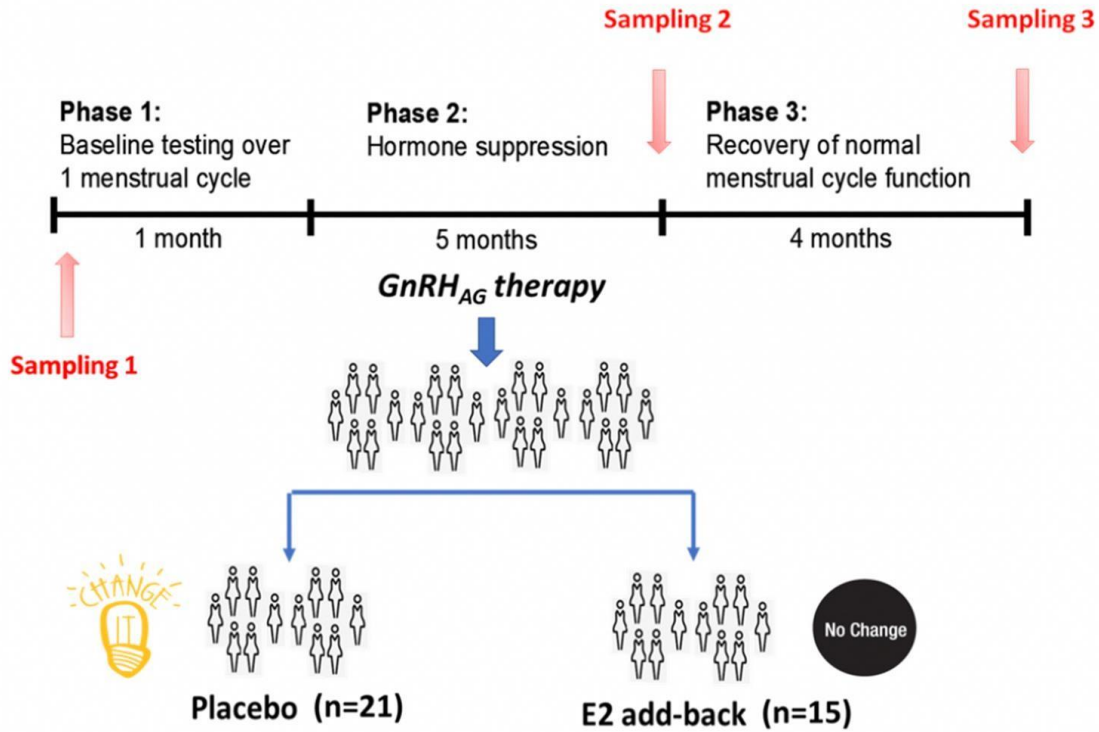 Sampling 2
Sampling 3
Phase 1:
Baseline testing over
1 menstrual cycle
Phase 2:
Hormone suppression
Phase 3:
Recovery of normal
menstrual cycle function
1 month
5 months
4 months
Sampling 1
GnRHAG therapy
CHANGE
IT
No Change
Placebo (n=21)
E2 add-back (n=15)